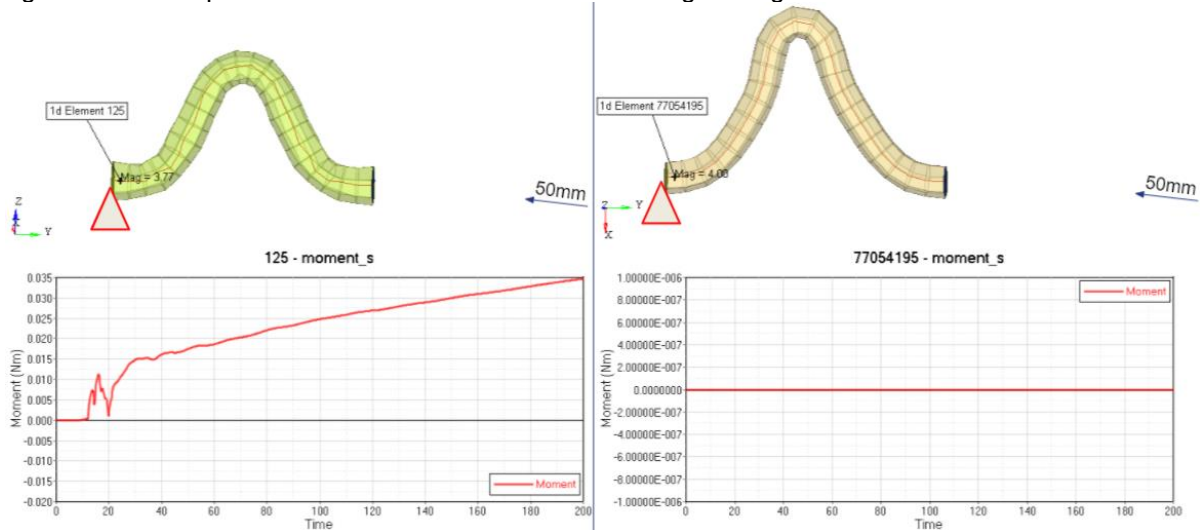 1d Element 125
Mag = 3.77
50mm
Z
X
Y
125 - moment_s
0.035
0.030
0.025
0.020
0.015
0.010
0.005
0.000
-0.005
-0.010
-0.015
-0.020
Moment (Nm)
Moment
0 20 40 60 80 100 120 140 160 180 200
Time
1d Element 77054195
Mag = 4.00
50mm
Z Y
X
77054195 - moment_s
1.00000E-006
8.00000E-007
6.00000E-007
4.00000E-007
2.00000E-007
0.0000000
-2.00000E-007
-4.00000E-007
-6.00000E-007
-8.00000E-007
-1.00000E-006
Moment (Nm)
Moment
0 20 40 60 80 100 120 140 160 180 200
Time